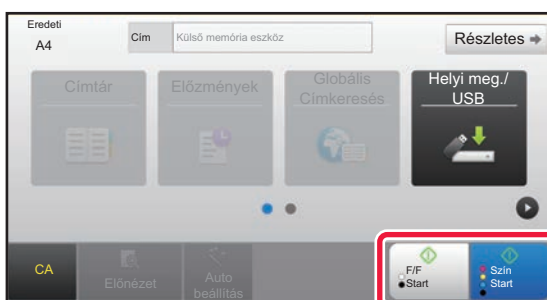 Eredeti
A4
Cím
Külső memória eszköz
Részletes
Címtár
Előzmények
Globális
Címkeresés
Helyi meg./
USB
CA
Előnézet
Auto
beállítás
F/F
Start
Szín
Start